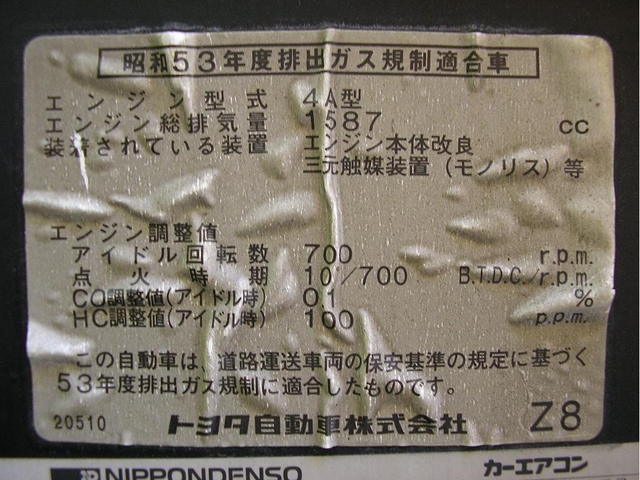 昭和53年度排出ガス規制適合車
エンジン型式 4A型
エンジン総排気量 1587 cc
装着されている装置 エンジン本体改良
三元触媒装置(モノリス)等
エンジン調整値
アイドル回転数 700 r.p.m.
点火時期 10°/700 B.T.D.C./r.p.m.
CO調整値(アイドル時) 0.1 %
HC調整値(アイドル時) 100 p.p.m.
この自動車は、道路運送車両の保安基準の規定に基づく
53年度排出ガス規制に適合したものです。
20510 トヨタ自動車株式会社 Z8
NIPPONDENSO カーエアコン